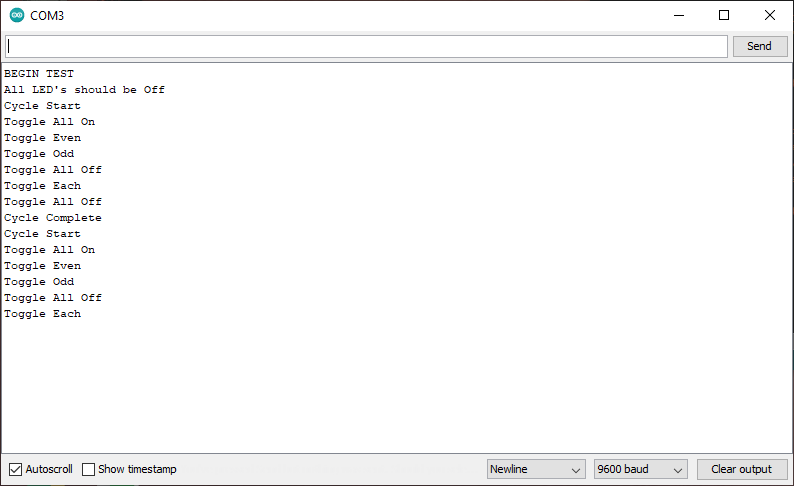 COM3
Send
BEGIN TEST
All LED's should be Off
Cycle Start
Toggle All On
Toggle Even
Toggle Odd
Toggle All Off
Toggle Each
Toggle All Off
Cycle Complete
Cycle Start
Toggle All On
Toggle Even
Toggle Odd
Toggle All Off
Toggle Each
Autoscroll Show timestamp Newline 9600 baud Clear output